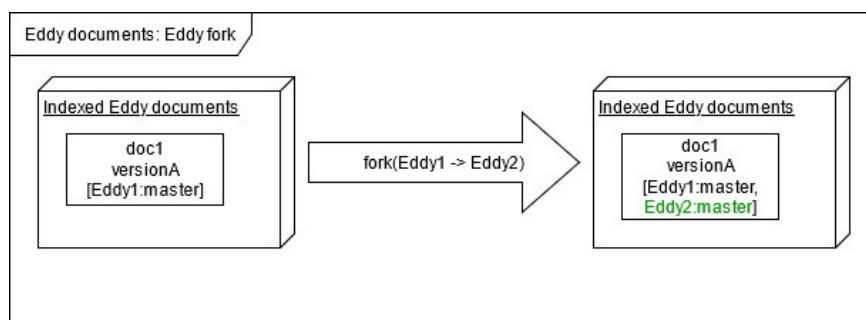 Eddy documents: Eddy fork
Indexed Eddy documents
doc1
versionA
[Eddy1:master]
fork(Eddy1 -> Eddy2)
Indexed Eddy documents
doc1
versionA
[Eddy1:master,
Eddy2:master]